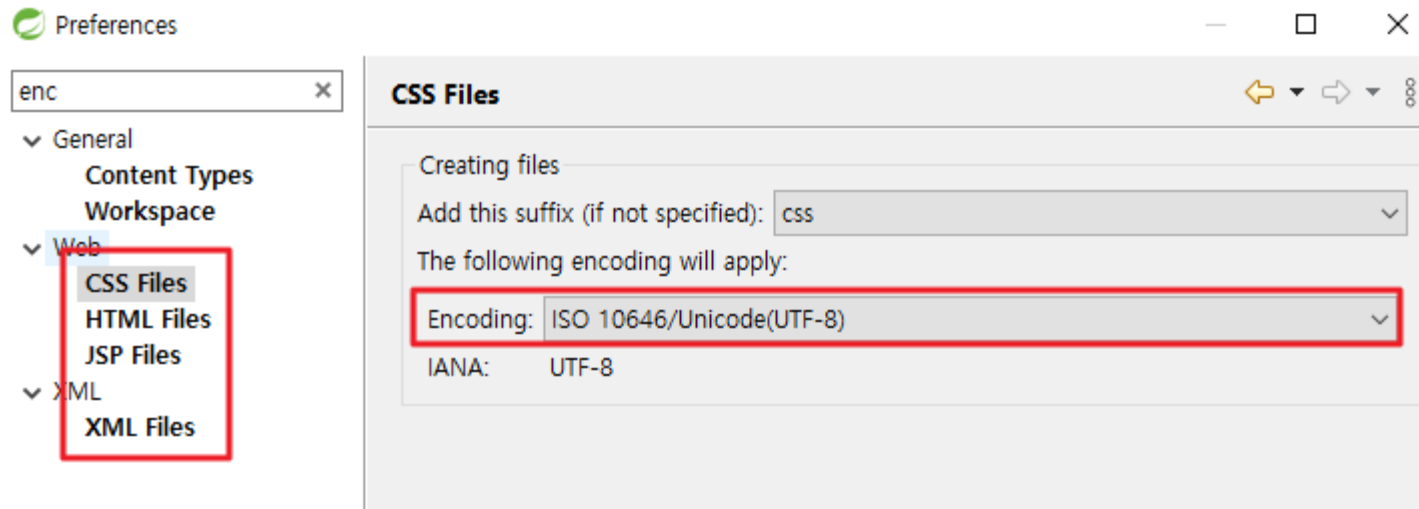 Preferences
enc
General
Content Types
Workspace
Web
CSS Files
HTML Files
JSP Files
XML
XML Files
CSS Files
Creating files
Add this suffix (if not specified): css
The following encoding will apply:
Encoding: ISO 10646/Unicode(UTF-8)
IANA: UTF-8